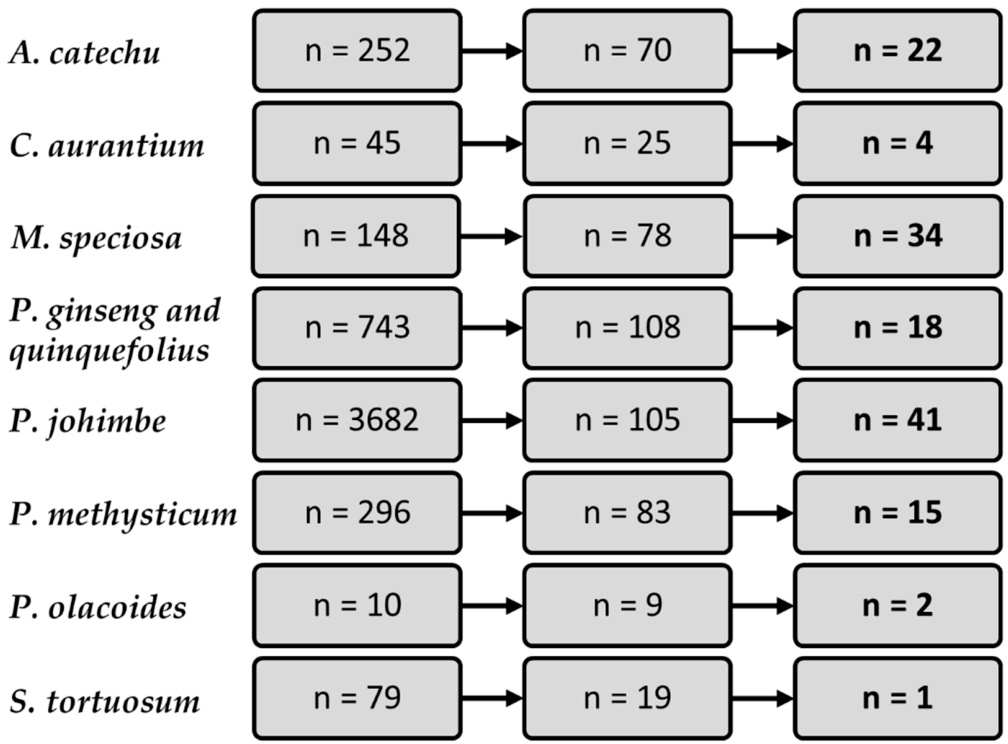 A. catechu n = 252 n = 70 n = 22
C. aurantium n = 45 n = 25 n = 4
M. speciosa n = 148 n = 78 n = 34
P. ginseng and
quinquefolius n = 743 n = 108 n = 18
P. johimbe n = 3682 n = 105 n = 41
P. methysticum n = 296 n = 83 n = 15
P. olacoides n = 10 n = 9 n = 2
S. tortuosum n = 79 n = 19 n = 1